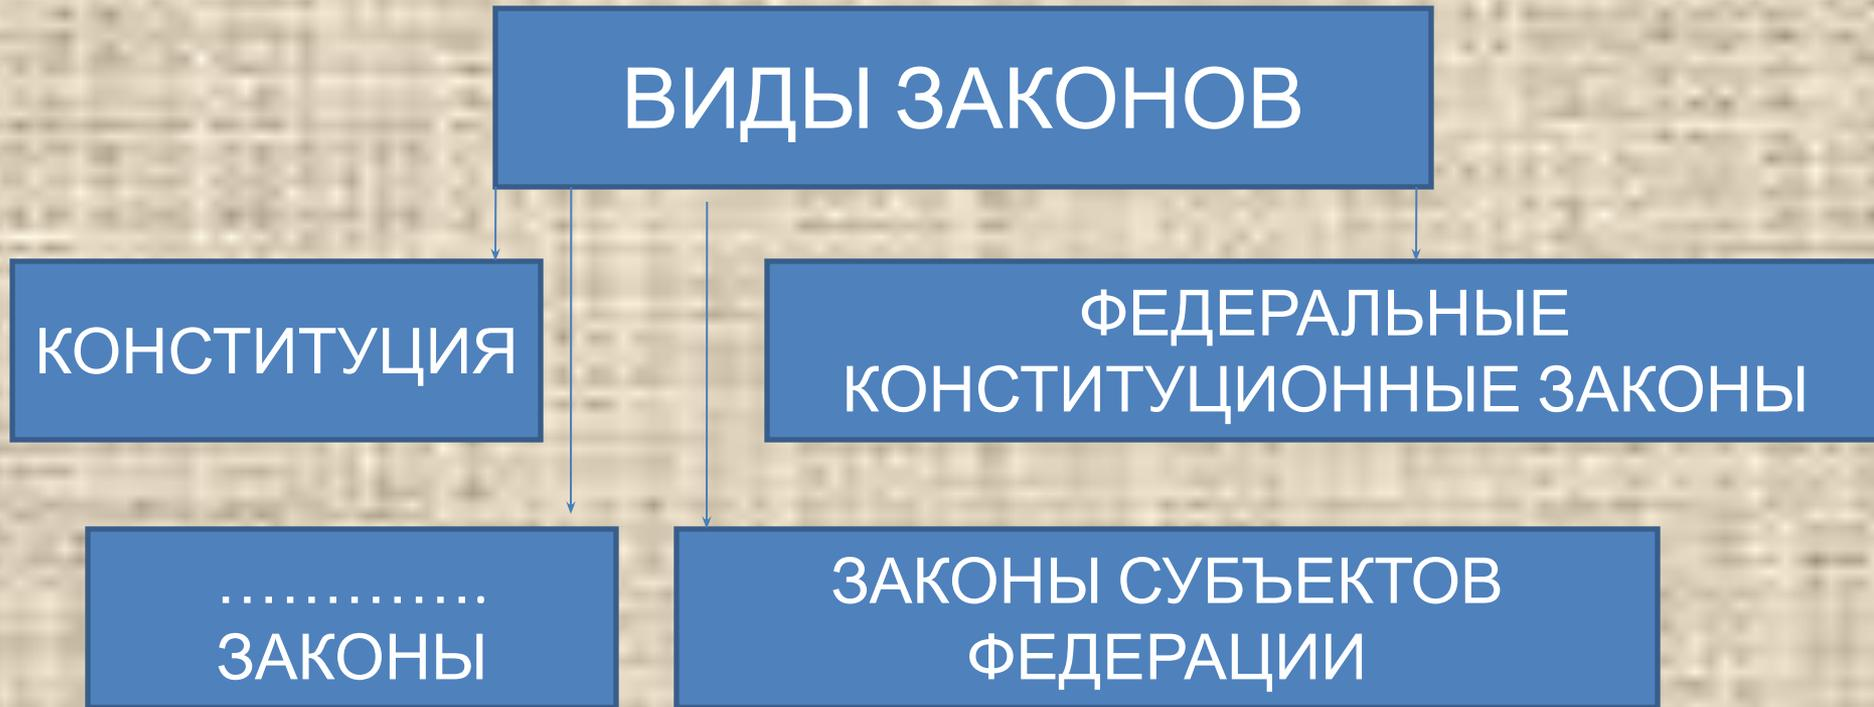 ВИДЫ ЗАКОНОВ
КОНСТИТУЦИЯ
ФЕДЕРАЛЬНЫЕ
КОНСТИТУЦИОННЫЕ ЗАКОНЫ
………….
ЗАКОНЫ
ЗАКОНЫ СУБЪЕКТОВ
ФЕДЕРАЦИИ